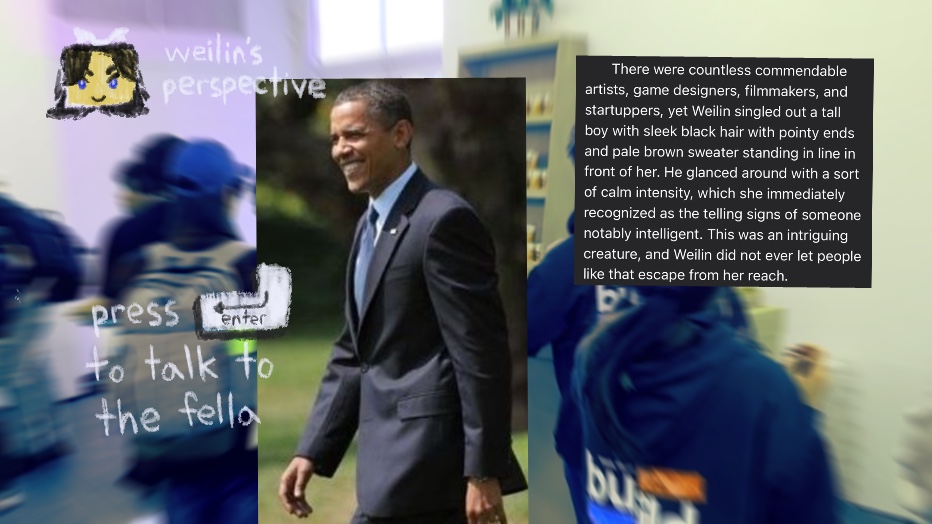 weilin's
perspective
There were countless commendable
artists, game designers, filmmakers, and
startuppers, yet Weilin singled out a tall
boy with sleek black hair with pointy ends
and pale brown sweater standing in line in
front of her. He glanced around with a sort
of calm intensity, which she immediately
recognized as the telling signs of someone
notably intelligent. This was an intriguing
creature, and Weilin did not ever let people
like that escape from her reach.
press enter
to talk to
the fella